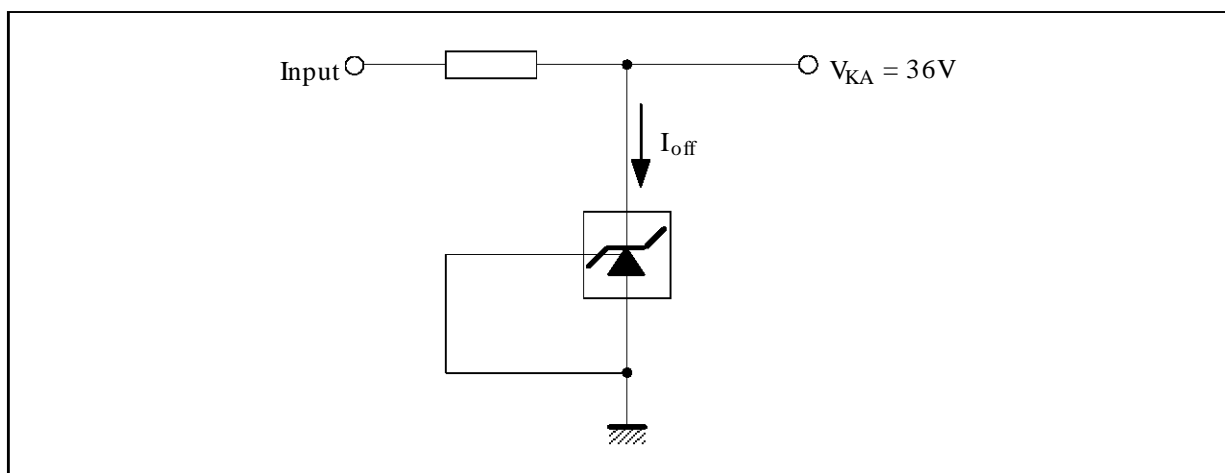 Input
V_KA = 36V
I_off